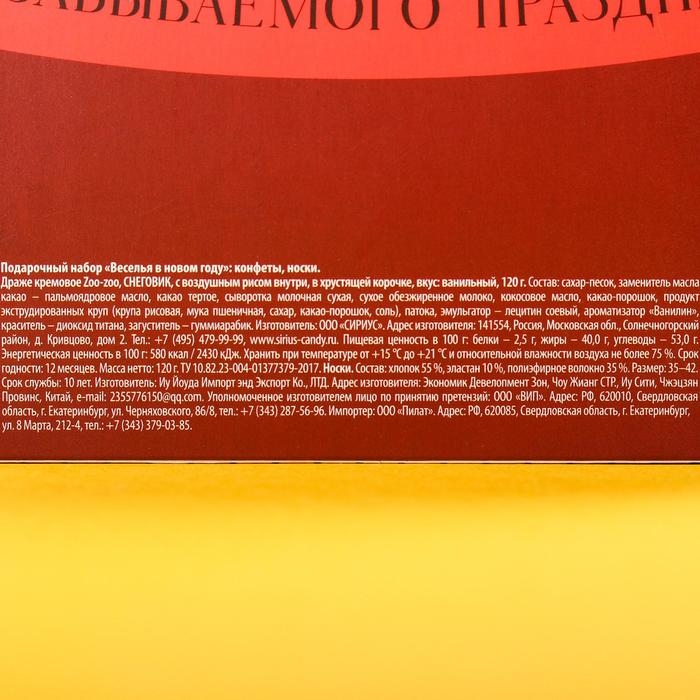 ЗАБЫВАЕМОГО ПРАЗДН
Подарочный набор «Веселья в новом году»: конфеты, носки.
Драже кремовое Zoo-zoo, СНЕГОВИК, с воздушным рисом внутри, в хрустящей корочке, вкус: ванильный, 120 г. Состав: сахар-песок, заменитель масла
какао – пальмоядровое масло, какао тертое, сыворотка молочная сухая, сухое обезжиренное молоко, кокосовое масло, какао-порошок, продукт
экструдированных круп (крупа рисовая, мука пшеничная, сахар, какао-порошок, соль), патока, эмульгатор – лецитин соевый, ароматизатор «Ванилин»,
краситель – диоксид титана, загуститель – гуммиарабик. Изготовитель: ООО «СИРИУС». Адрес изготовителя: 141554, Россия, Московская обл., Солнечногорский
район, д. Кривцово, дом 2. Тел.: +7 (495) 479-99-99, www.sirius-candy.ru. Пищевая ценность в 100 г: белки – 2,5 г, жиры – 40,0 г, углеводы – 53,0 г.
Энергетическая ценность в 100 г: 580 ккал / 2430 кДж. Хранить при температуре от +15 °С до +21 °С и относительной влажности воздуха не более 75 %. Срок
годности: 12 месяцев. Масса нетто: 120 г. ТУ 10.82.23-004-01377379-2017. Носки. Состав: хлопок 55 %, эластан 10 %, полиэфирное волокно 35 %. Размер: 35–42.
Срок службы: 10 лет. Изготовитель: Иу Йоуда Импорт энд Экспорт Ко., ЛТД. Адрес изготовителя: Экономик Девелопмент Зон, Чоу Жианг СТР., Иу Сити, Чжэцзян
Провинс, Китай, e-mail: 2355776150@qq.com. Уполномоченное изготовителем лицо по принятию претензий: ООО «ВИП». Адрес: РФ, 620010, Свердловская
область, г. Екатеринбург, ул. Черняховского, 86/8, тел.: +7 (343) 287-56-96. Импортер: ООО «Пилат». Адрес: РФ, 620085, Свердловская область, г. Екатеринбург,
ул. 8 Марта, 212-4, тел.: +7 (343) 379-03-85.